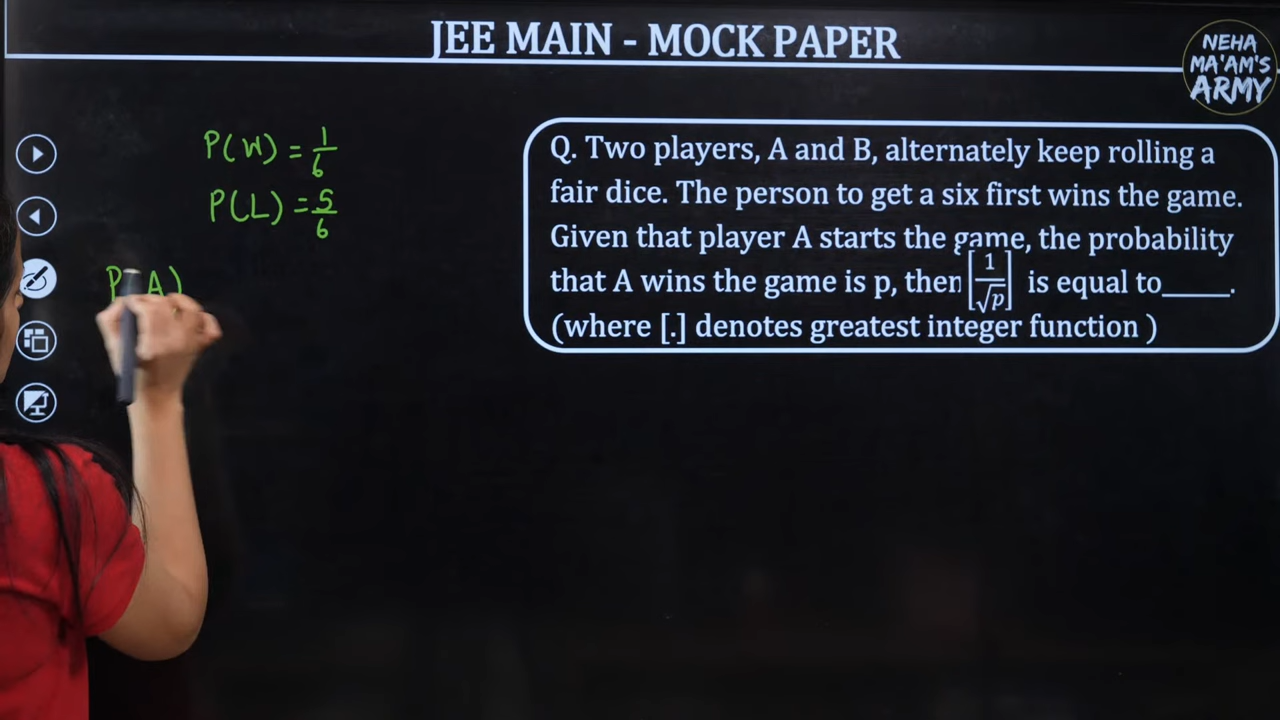 JEE MAIN - MOCK PAPER
NEHA
MA'AM'S
ARMY
P(W) = 1/6
P(L) = 5/6
P(A)
Q. Two players, A and B, alternately keep rolling a
fair dice. The person to get a six first wins the game.
Given that player A starts the game, the probability
that A wins the game is p, then [1/√p] is equal to_____.
(where [.] denotes greatest integer function )